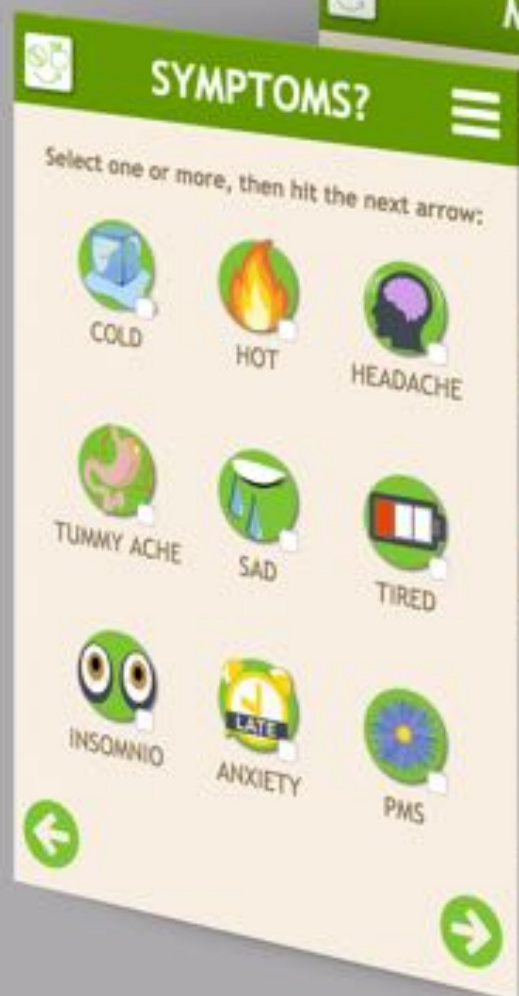 SYMPTOMS?
Select one or more, then hit the next arrow:
COLD
HOT
HEADACHE
TUMMY ACHE
SAD
TIRED
LATE
INSOMNIO
ANXIETY
PMS